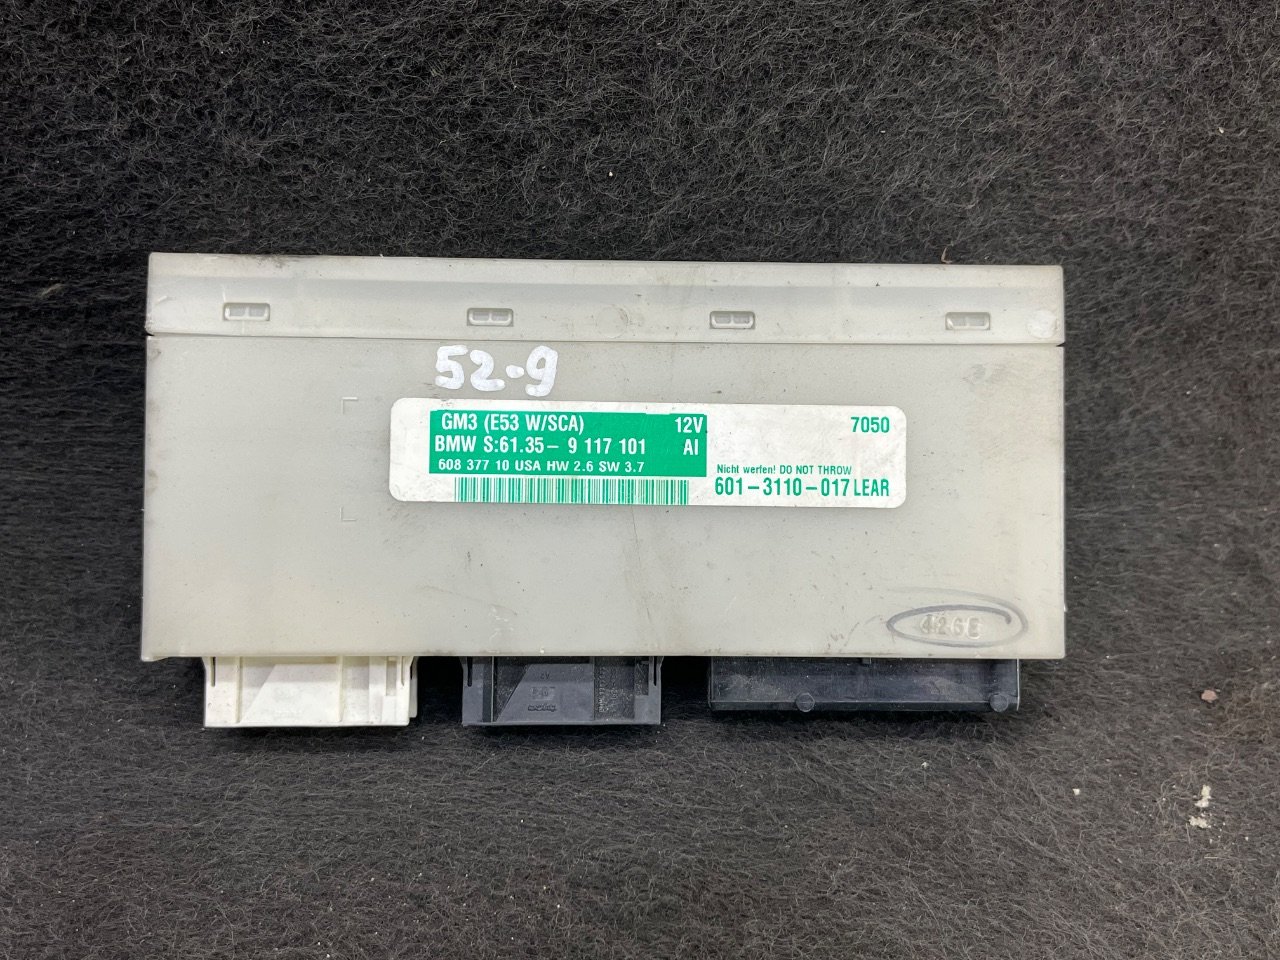 52-9
GM3 (E53 W/SCA) 12V 7050
BMW S:61.35– 9 117 101 AI
608 377 10 USA HW 2.6 SW 3.7
Nicht werfen! DO NOT THROW
601–3110–017 LEAR
426E